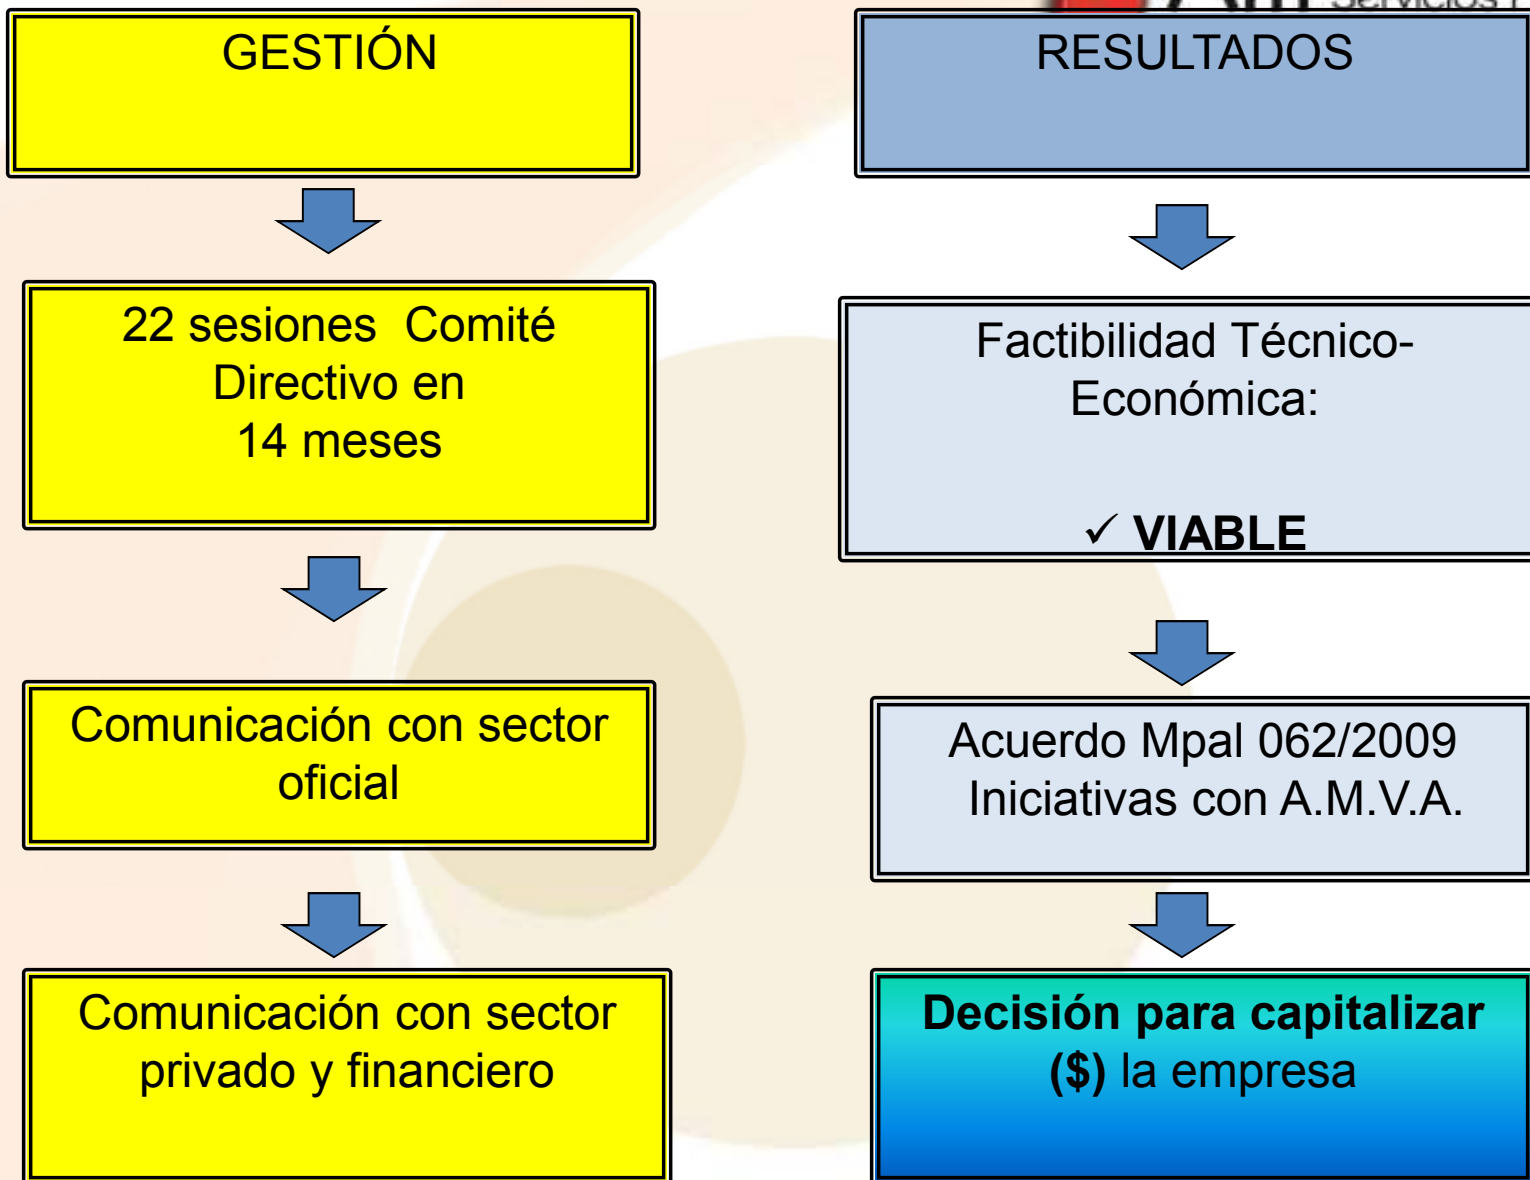 Servicios
GESTIÓN
22 sesiones Comité
Directivo en
14 meses
Comunicación con sector
oficial
Comunicación con sector
privado y financiero
RESULTADOS
Factibilidad Técnico-
Económica:
✓ VIABLE
Acuerdo Mpal 062/2009
Iniciativas con A.M.V.A.
Decisión para capitalizar
($) la empresa